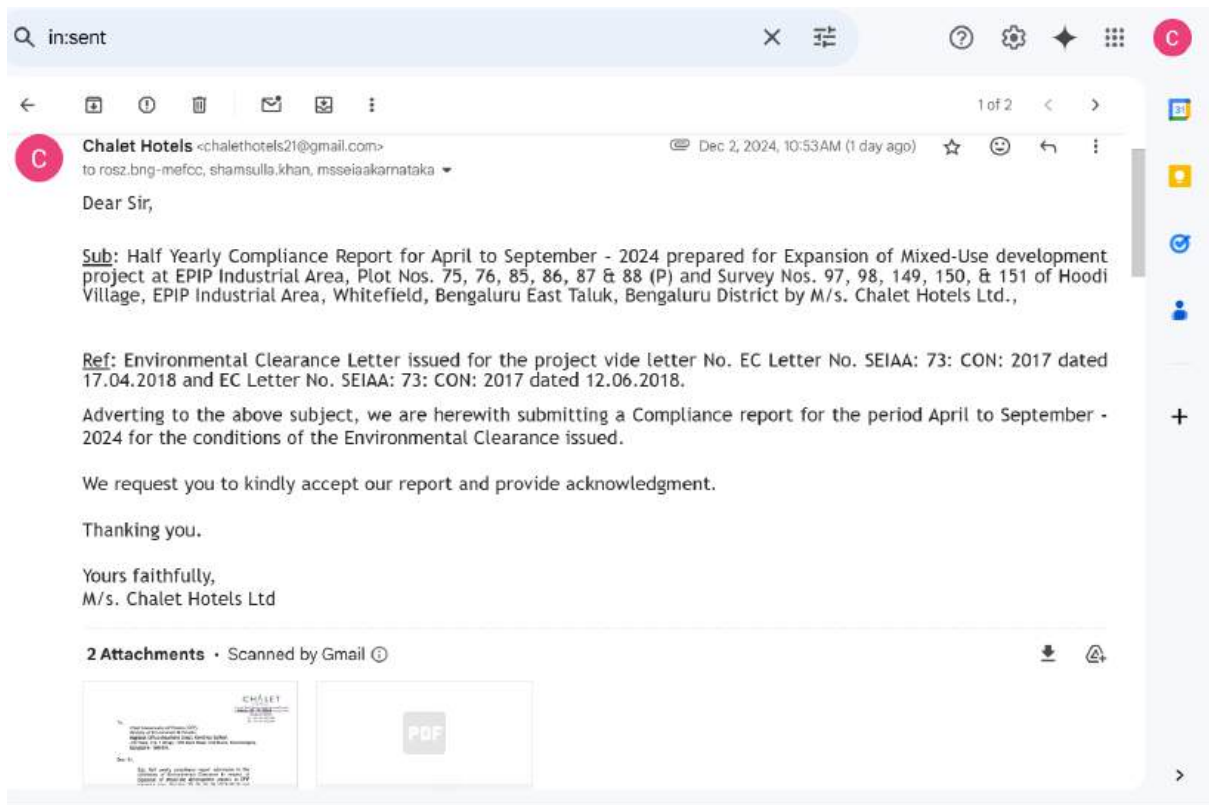 in:sent
C
1 of 2
31
C
Chalet Hotels <chalethotels21@gmail.com>
Dec 2, 2024, 10:53 AM (1 day ago)
to rosz.bng-mefcc, shamsulla.khan, msseiaakarnataka
Dear Sir,
Sub: Half Yearly Compliance Report for April to September - 2024 prepared for Expansion of Mixed-Use development
project at EPIP Industrial Area, Plot Nos. 75, 76, 85, 86, 87 & 88 (P) and Survey Nos. 97, 98, 149, 150, & 151 of Hoodi
Village, EPIP Industrial Area, Whitefield, Bengaluru East Taluk, Bengaluru District by M/s. Chalet Hotels Ltd.,
Ref: Environmental Clearance Letter issued for the project vide letter No. EC Letter No. SEIAA: 73: CON: 2017 dated
17.04.2018 and EC Letter No. SEIAA: 73: CON: 2017 dated 12.06.2018.
Adverting to the above subject, we are herewith submitting a Compliance report for the period April to September -
2024 for the conditions of the Environmental Clearance issued.
We request you to kindly accept our report and provide acknowledgment.
Thanking you.
Yours faithfully,
M/s. Chalet Hotels Ltd
2 Attachments • Scanned by Gmail
CHALET
To,
Dear Sir,
PDF